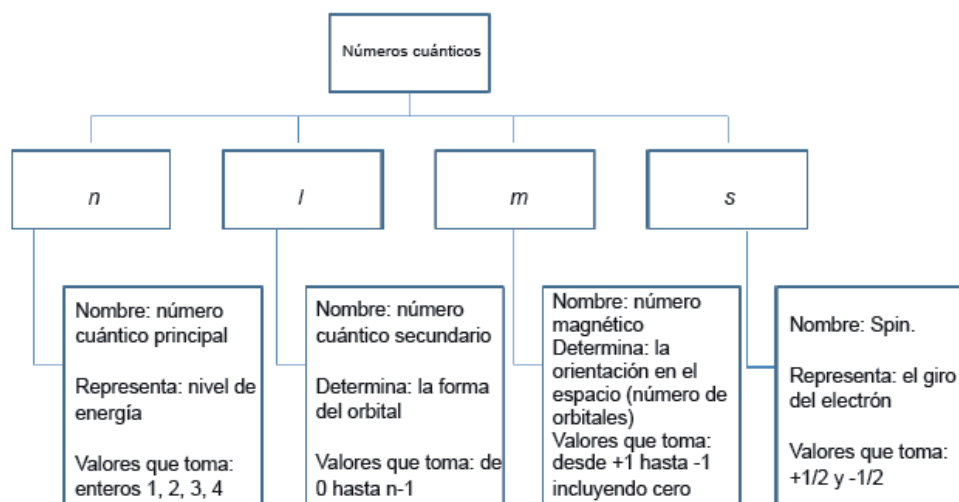 Números cuánticos
n
l
m
s
Nombre: número
cuántico principal
Representa: nivel de
energía
Valores que toma:
enteros 1, 2, 3, 4
Nombre: número
cuántico secundario
Determina: la forma
del orbital
Valores que toma: de
0 hasta n-1
Nombre: número
magnético
Determina: la
orientación en el
espacio (número de
orbitales)
Valores que toma:
desde +1 hasta -1
incluyendo cero
Nombre: Spin.
Representa: el giro
del electrón
Valores que toma:
+1/2 y -1/2